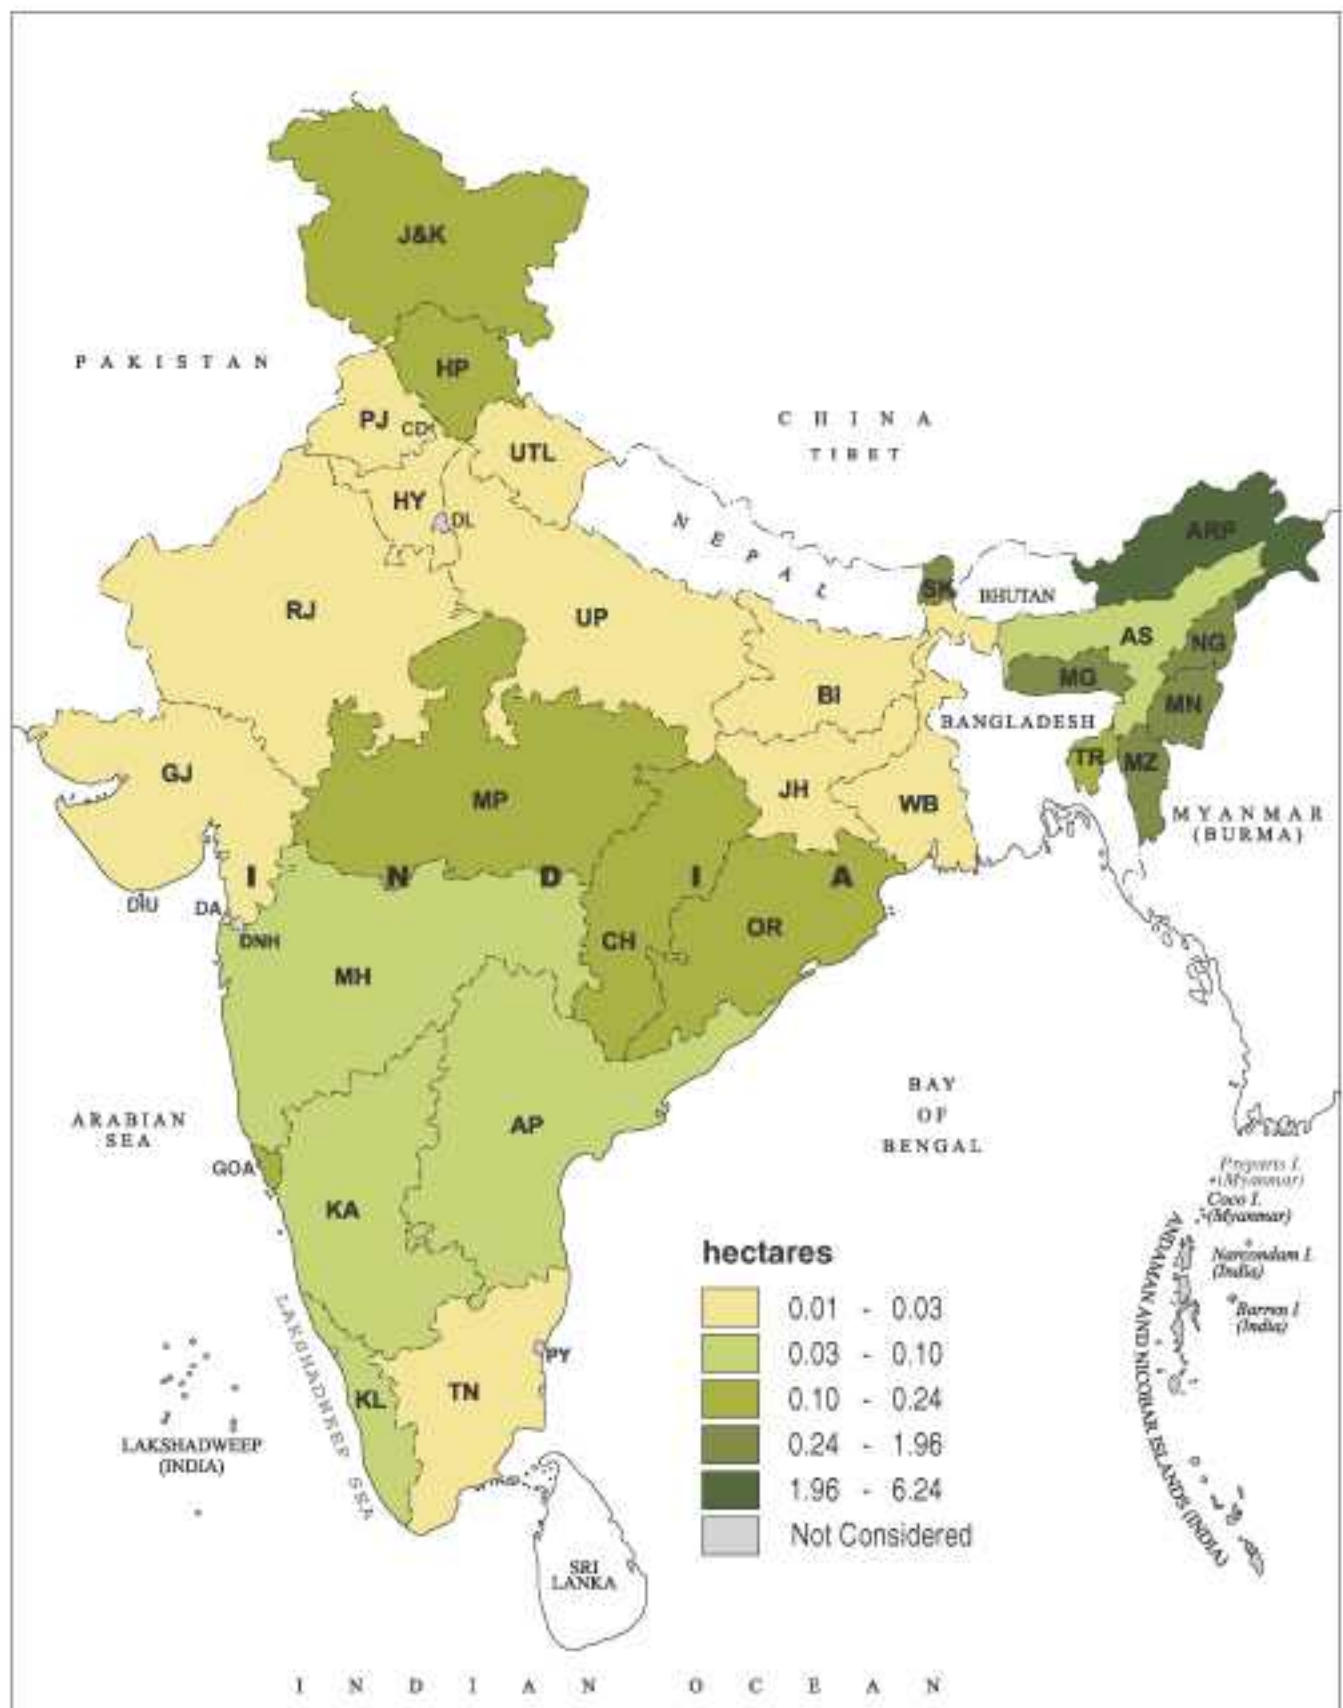 J&K
HP
PAKISTAN
PJ
CD
UTL
CHINA
TIBET
HY
DL
NEPAL
ARP
SK
BHUTAN
RJ
UP
AS
NG
BI
MG
MN
BANGLADESH
GJ
MP
JH
WB
TR
MZ
MYANMAR
(BURMA)
INDIA
DIU
DA
DNH
MH
CH
OR
ARABIAN
SEA
GOA
AP
KA
BAY
OF
BENGAL
Preparis I.
(Myanmar)
Coco I.
(Myanmar)
Narcondam I.
(India)
Barren I
(India)
ANDAMAN AND NICOBAR ISLANDS (INDIA)
hectares
0.01 - 0.03
0.03 - 0.10
0.10 - 0.24
0.24 - 1.96
1.96 - 6.24
Not Considered
PY
TN
KL
LAKSHADWEEP
(INDIA)
SEA
SRI
LANKA
INDIAN OCEAN